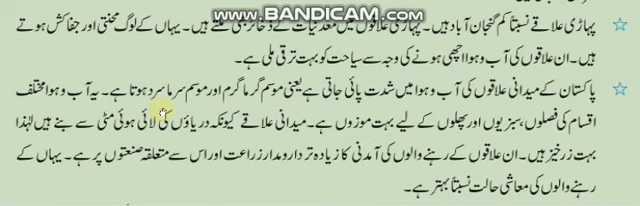 www.BANDICAM.com
پہاڑی علاقے نسبتاً کم گنجان آباد ہیں۔ پہاڑی علاقوں میں معدنیات کے ذخائر بھی ملتے ہیں۔ یہاں کے لوگ محنتی اور جفاکش ہوتے
ہیں۔ ان علاقوں کی آب و ہوا اچھی ہونے کی وجہ سے سیاحت کو بہت ترقی ملی ہے۔
پاکستان کے میدانی علاقوں کی آب و ہوا میں شدت پائی جاتی ہے یعنی موسم گرما گرم اور موسم سرما سرد ہوتا ہے۔ یہ آب و ہوا مختلف
اقسام کی فصلوں، سبزیوں اور پھلوں کے لیے بہت موزوں ہے۔ میدانی علاقے کیونکہ دریاؤں کی لائی ہوئی مٹی سے بنے ہیں لہٰذا
بہت زرخیز ہیں۔ ان علاقوں کے رہنے والوں کی آمدنی کا زیادہ تر دارومدار زراعت اور اس سے متعلقہ صنعتوں پر ہے۔ یہاں کے
رہنے والوں کی معاشی حالت نسبتاً بہتر ہے۔